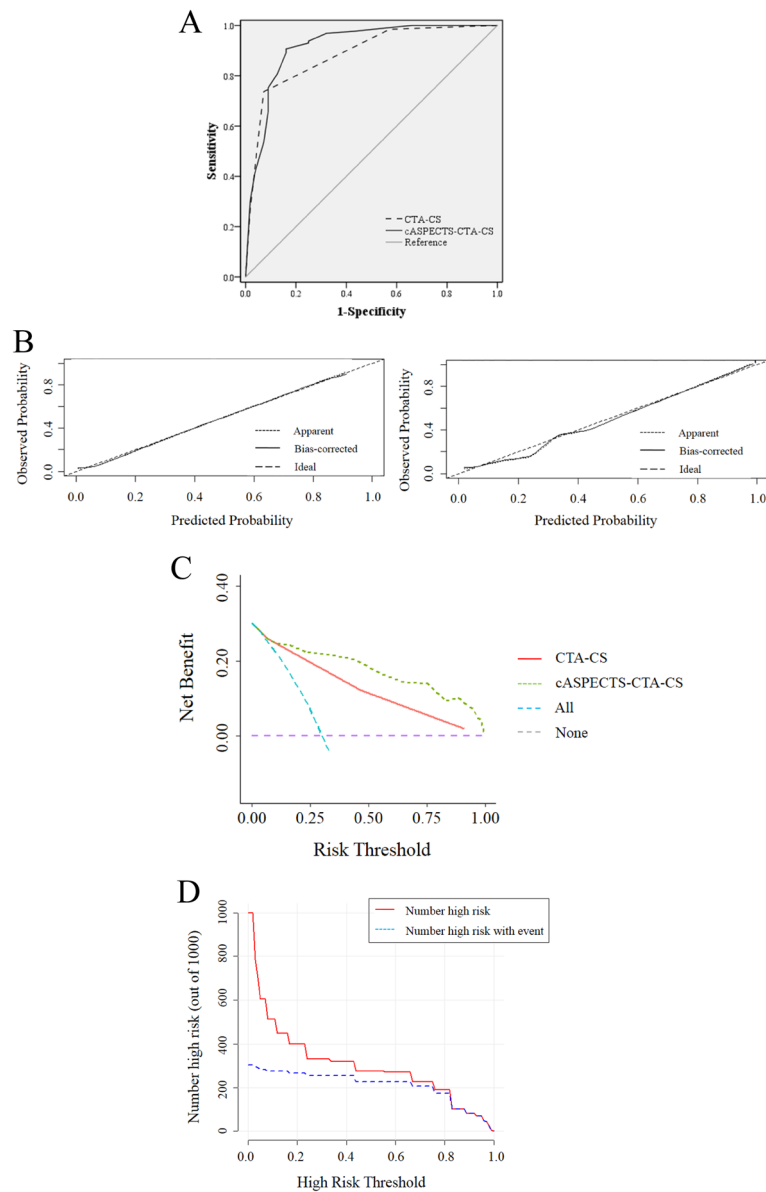 A
1.0
0.8
0.6
0.4
0.2
0.0
Sensitivity
CTA-CS
cASPECTS-CTA-CS
Reference
0.0 0.2 0.4 0.6 0.8 1.0
1-Specificity
B
Observed Probability
0.8
0.4
0.0
Apparent
Bias-corrected
Ideal
0.0 0.2 0.4 0.6 0.8 1.0
Predicted Probability
Observed Probability
0.8
0.4
0.0
Apparent
Bias-corrected
Ideal
0.0 0.2 0.4 0.6 0.8 1.0
Predicted Probability
C
Net Benefit
0.40
0.20
0.00
CTA-CS
cASPECTS-CTA-CS
All
None
0.00 0.25 0.50 0.75 1.00
Risk Threshold
D
Number high risk
Number high risk with event
Number high risk (out of 1000)
1000
800
600
400
200
0
0.0 0.2 0.4 0.6 0.8 1.0
High Risk Threshold